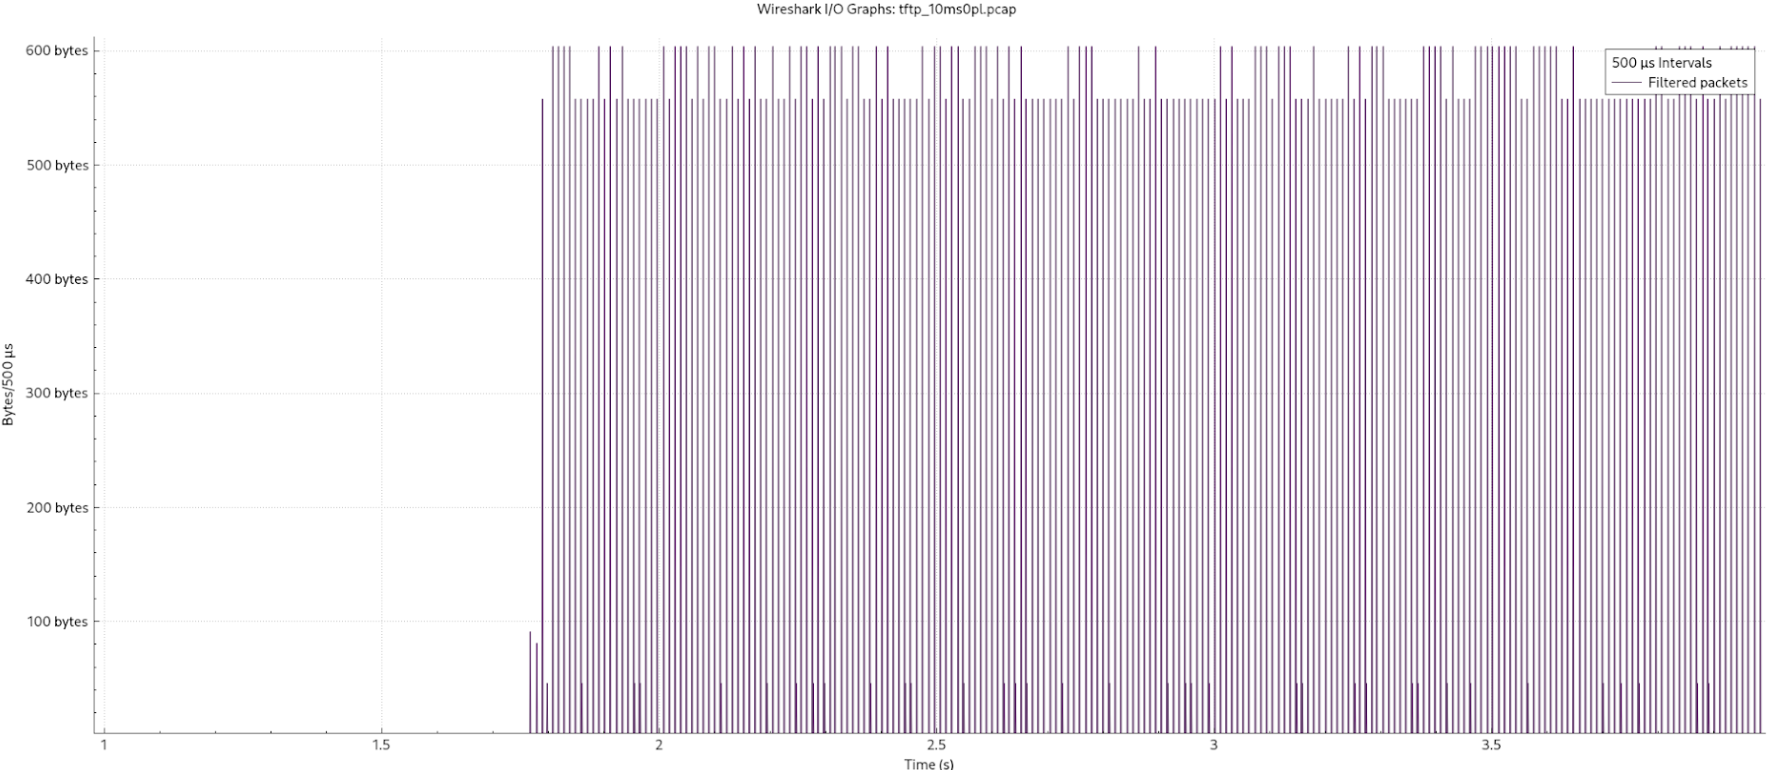 Wireshark I/O Graphs: tftp_10ms0pl.pcap
600 bytes
500 µs Intervals
Filtered packets
500 bytes
400 bytes
Bytes/500 µs
300 bytes
200 bytes
100 bytes
1 1.5 2 2.5 3 3.5
Time (s)